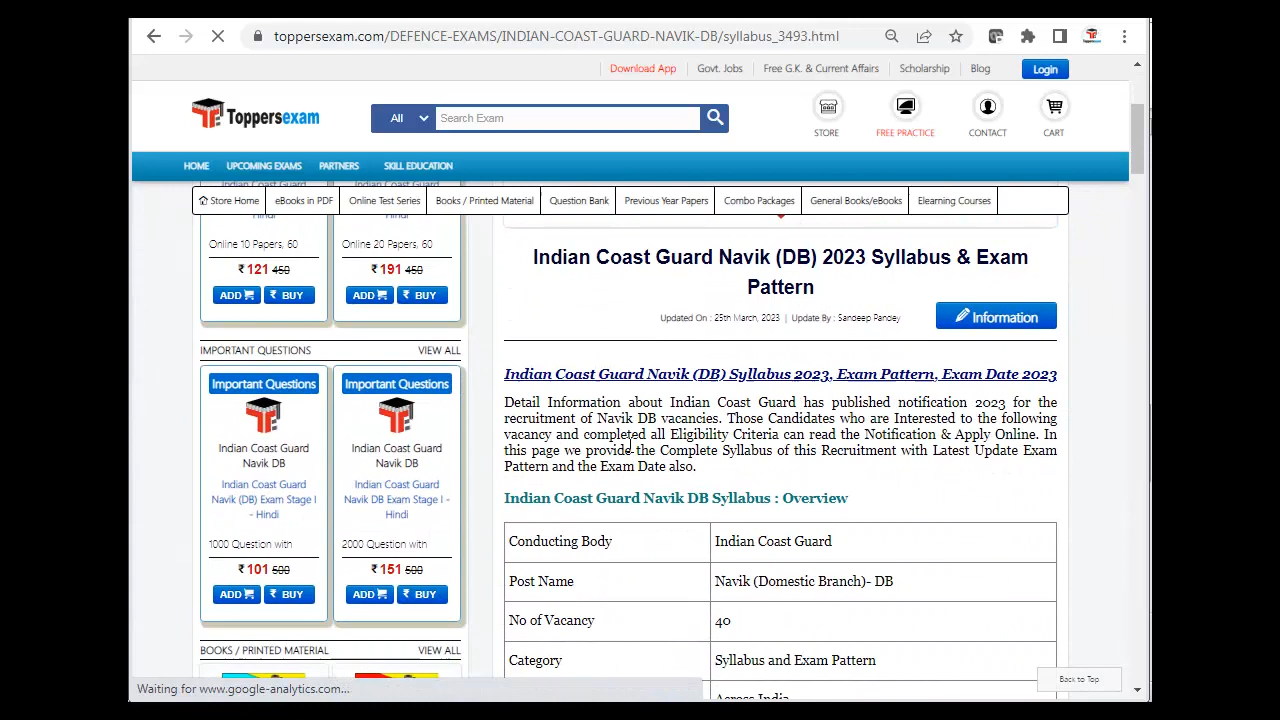 toppersexam.com/DEFENCE-EXAMS/INDIAN-COAST-GUARD-NAVIK-DB/syllabus_3493.html
Download App Govt. Jobs Free G.K. & Current Affairs Scholarship Blog Login
Toppersexam
All Search Exam
STORE FREE PRACTICE CONTACT CART
HOME UPCOMING EXAMS PARTNERS SKILL EDUCATION
Store Home eBooks in PDF Online Test Series Books / Printed Material Question Bank Previous Year Papers Combo Packages General Books/eBooks Elearning Courses
Hindi Hindi
Online 10 Papers, 60 Online 20 Papers, 60
₹ 121 450 ₹ 191 450
ADD ₹ BUY ADD ₹ BUY
IMPORTANT QUESTIONS VIEW ALL
Important Questions Important Questions
Indian Coast Guard Indian Coast Guard
Navik DB Navik DB
Indian Coast Guard Indian Coast Guard
Navik (DB) Exam Stage I Navik DB Exam Stage I -
- Hindi Hindi
1000 Question with 2000 Question with
₹ 101 500 ₹ 151 500
ADD ₹ BUY ADD ₹ BUY
BOOKS / PRINTED MATERIAL VIEW ALL
Indian Coast Guard Navik (DB) 2023 Syllabus & Exam
Pattern
Updated On : 25th March, 2023 | Update By : Sandeep Pandey
Information
Indian Coast Guard Navik (DB) Syllabus 2023, Exam Pattern, Exam Date 2023
Detail Information about Indian Coast Guard has published notification 2023 for the
recruitment of Navik DB vacancies. Those Candidates who are Interested to the following
vacancy and completed all Eligibility Criteria can read the Notification & Apply Online. In
this page we provide the Complete Syllabus of this Recruitment with Latest Update Exam
Pattern and the Exam Date also.
Indian Coast Guard Navik DB Syllabus : Overview
Conducting Body Indian Coast Guard
Post Name Navik (Domestic Branch)- DB
No of Vacancy 40
Category Syllabus and Exam Pattern
Across India
Back to Top
Waiting for www.google-analytics.com...